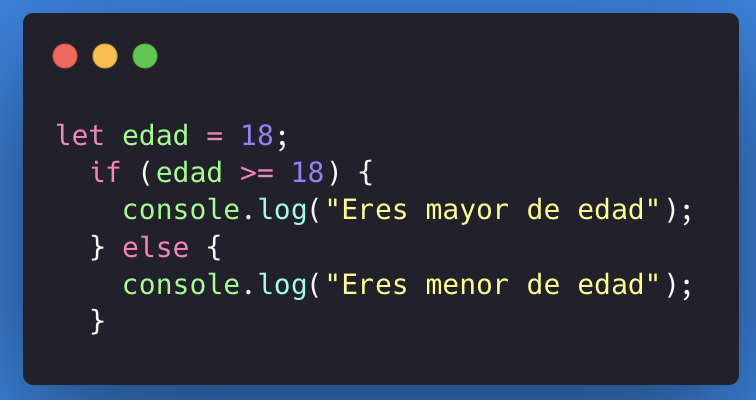 let edad = 18;
  if (edad >= 18) {
    console.log("Eres mayor de edad");
  } else {
    console.log("Eres menor de edad");
  }